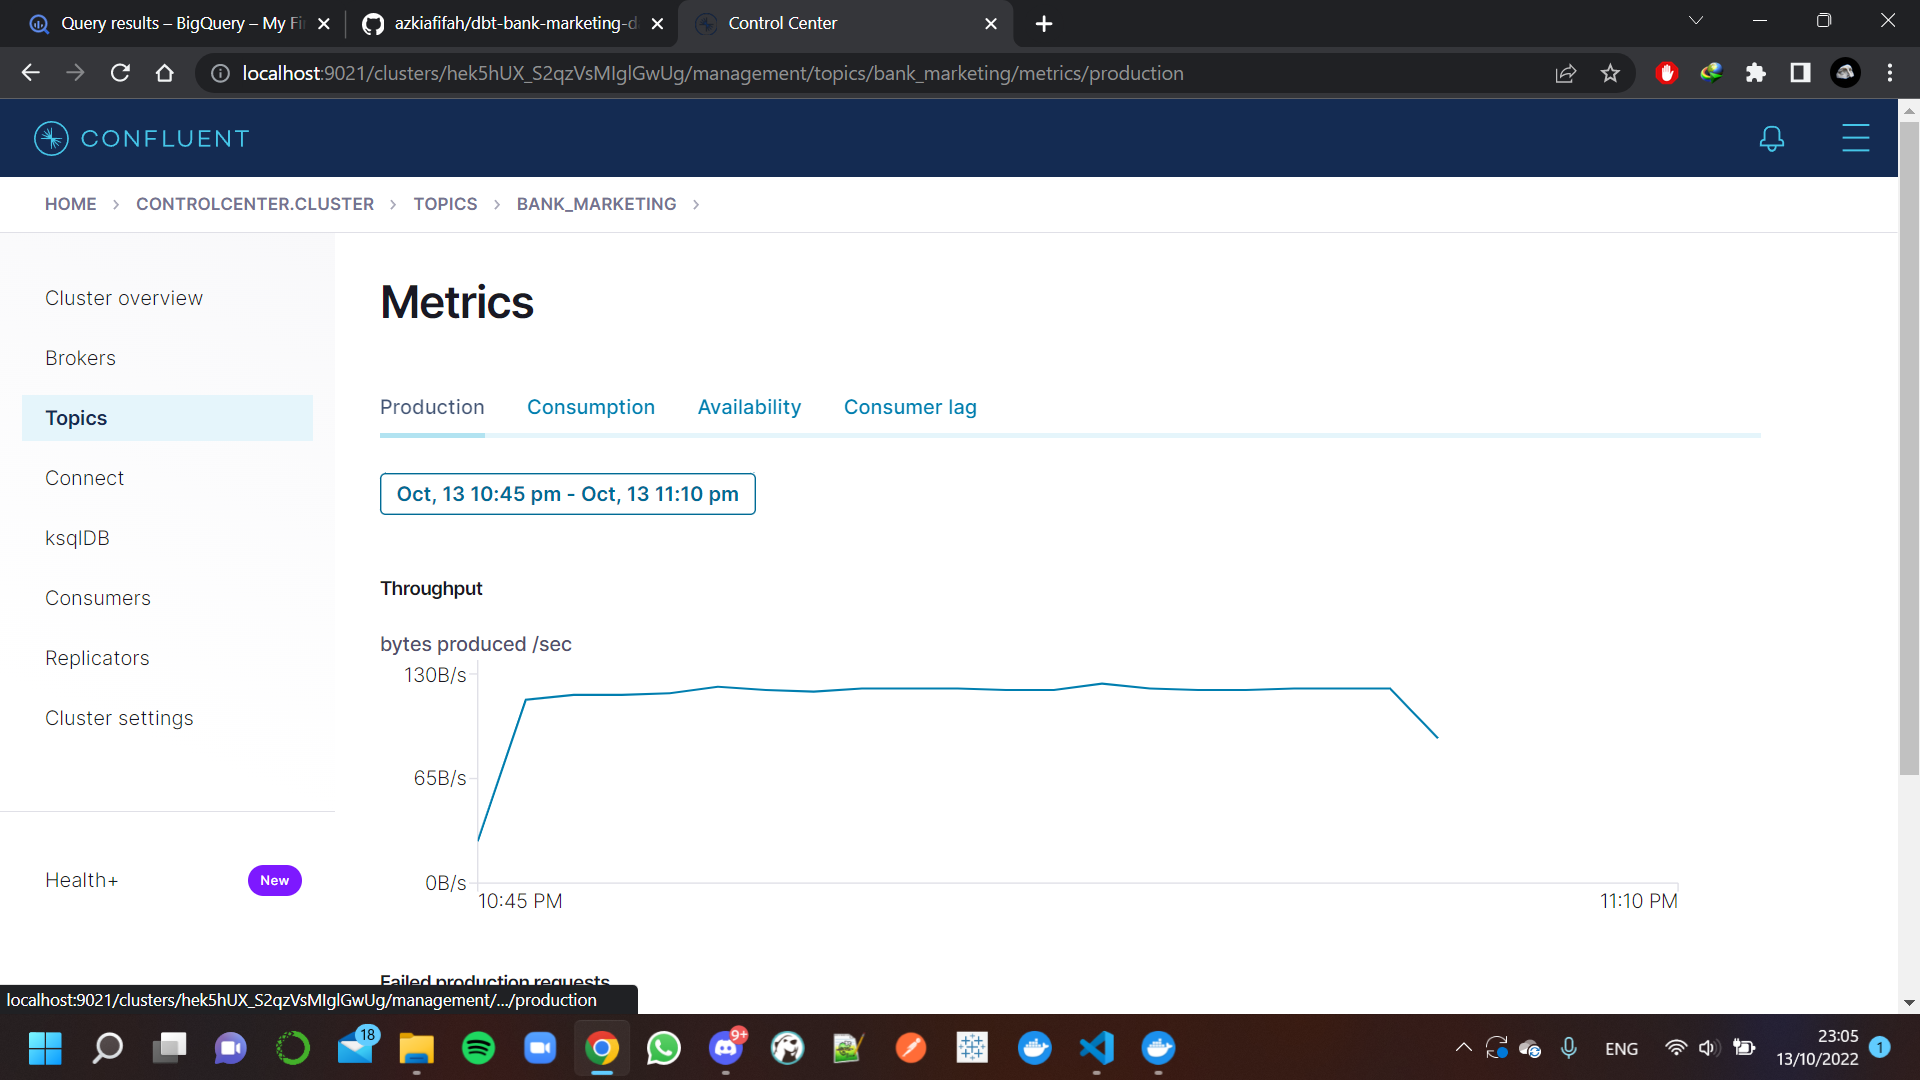 Query results – BigQuery – My Fi
azkiafifah/dbt-bank-marketing-d
Control Center
localhost:9021/clusters/hek5hUX_S2qzVsMIglGwUg/management/topics/bank_marketing/metrics/production
CONFLUENT
HOME > CONTROLCENTER.CLUSTER > TOPICS > BANK_MARKETING >
Cluster overview
Brokers
Topics
Connect
ksqlDB
Consumers
Replicators
Cluster settings
Health+ New
Metrics
Production Consumption Availability Consumer lag
Oct, 13 10:45 pm - Oct, 13 11:10 pm
Throughput
bytes produced /sec
130B/s
65B/s
0B/s
10:45 PM 11:10 PM
Failed production requests
localhost:9021/clusters/hek5hUX_S2qzVsMIglGwUg/management/.../production
18
9+
ENG
23:05
13/10/2022
1